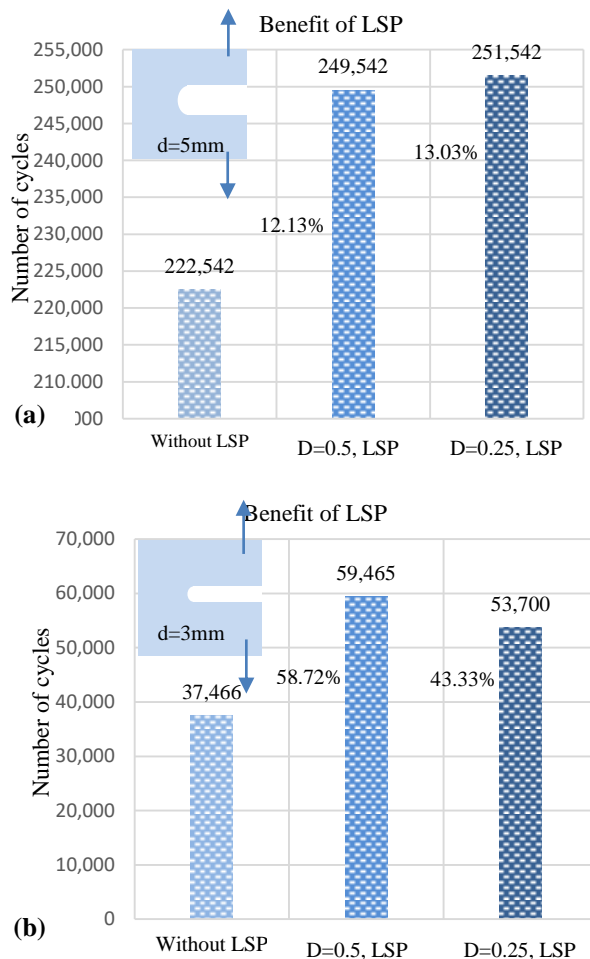 Benefit of LSP
255,000
250,000
245,000
240,000
235,000
230,000
225,000
220,000
215,000
210.000
000
Number of cycles
d=5mm
222,542
12.13%
249,542
13.03%
251,542
(a)
Without LSP
D=0.5, LSP
D=0.25, LSP
Benefit of LSP
70,000
60,000
50,000
40,000
30,000
20,000
10,000
0
Number of cycles
d=3mm
37,466
58.72%
59,465
43.33%
53,700
(b)
Without LSP
D=0.5, LSP
D=0.25, LSP